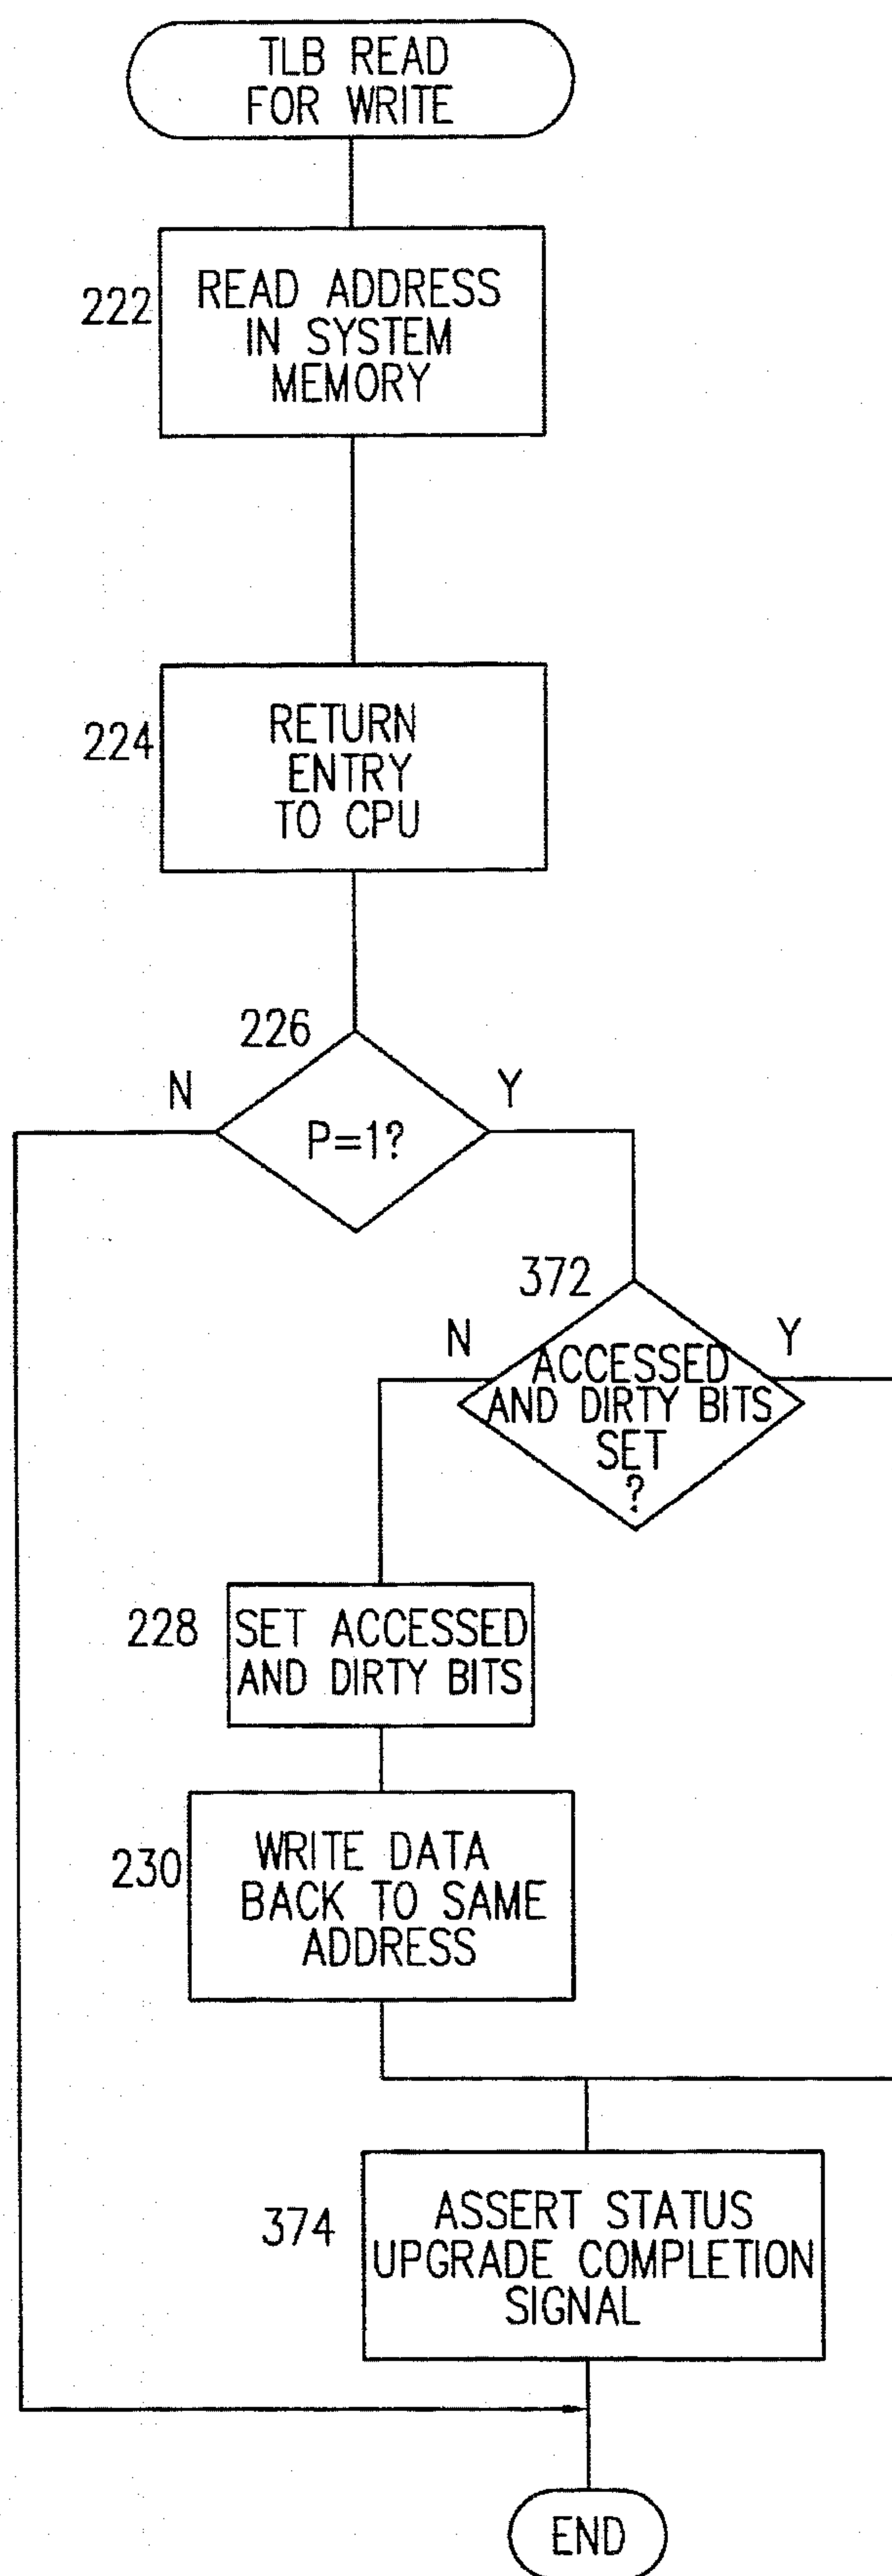 TLB READ
FOR WRITE
222
READ ADDRESS
IN SYSTEM
MEMORY
224
RETURN
ENTRY
TO CPU
226
N
Y
P=1?
372
N
Y
ACCESSED
AND DIRTY BITS
SET
?
228
SET ACCESSED
AND DIRTY BITS
230
WRITE DATA
BACK TO SAME
ADDRESS
374
ASSERT STATUS
UPGRADE COMPLETION
SIGNAL
END